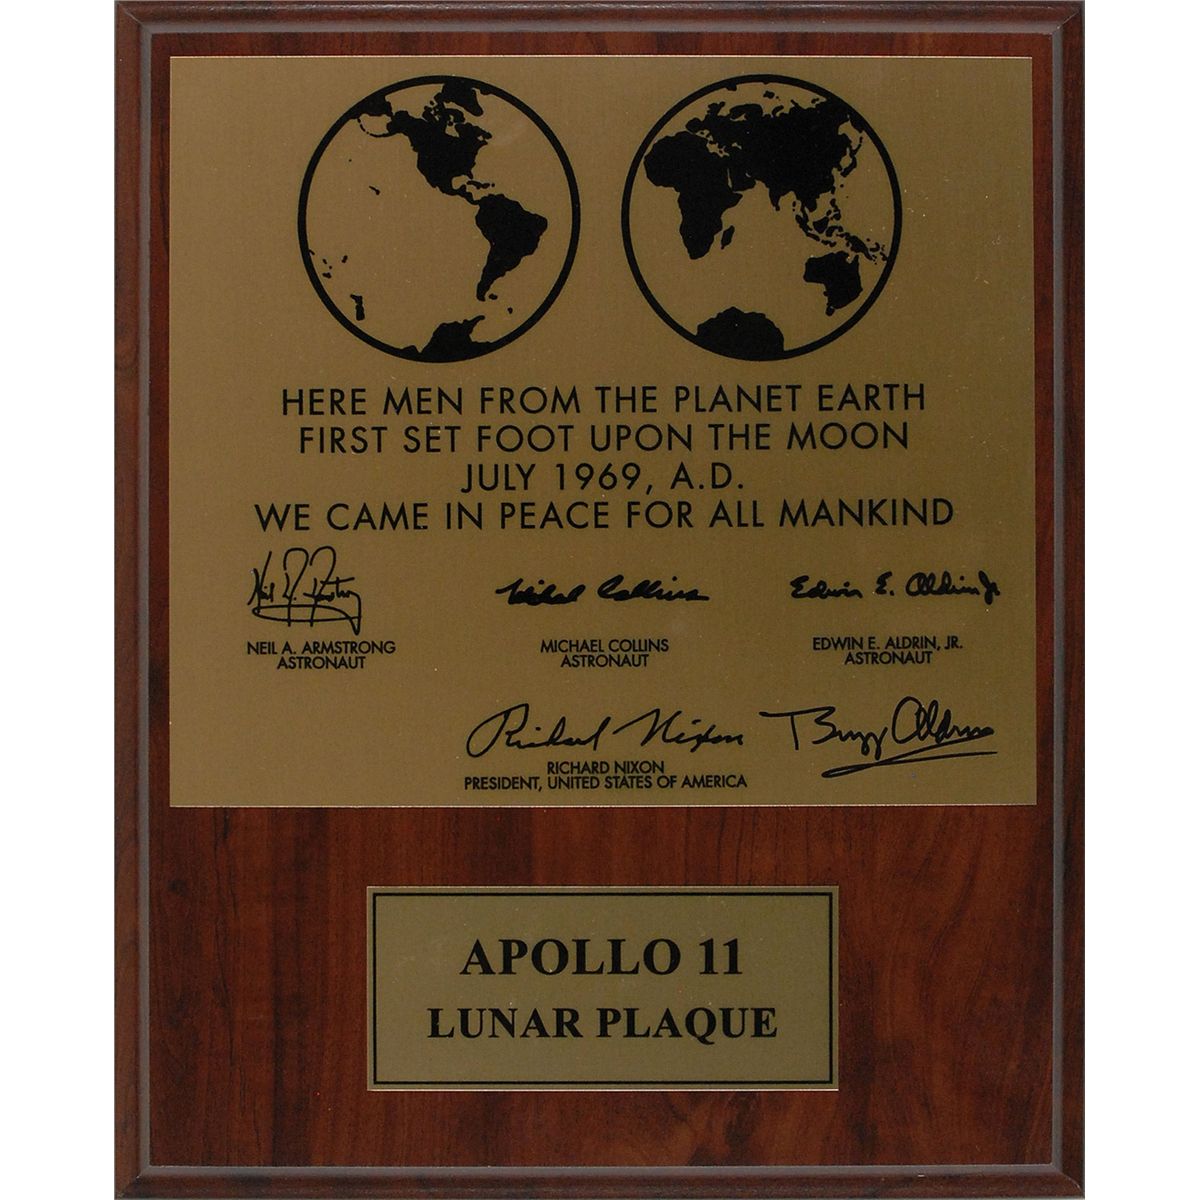 HERE MEN FROM THE PLANET EARTH
FIRST SET FOOT UPON THE MOON
JULY 1969, A.D.
WE CAME IN PEACE FOR ALL MANKIND
Neil A. Armstrong
Michael Collins
Edwin E. Aldrin Jr
NEIL A. ARMSTRONG
ASTRONAUT
MICHAEL COLLINS
ASTRONAUT
EDWIN E. ALDRIN, JR.
ASTRONAUT
Richard Nixon
Buzz Aldrin
RICHARD NIXON
PRESIDENT, UNITED STATES OF AMERICA
APOLLO 11
LUNAR PLAQUE